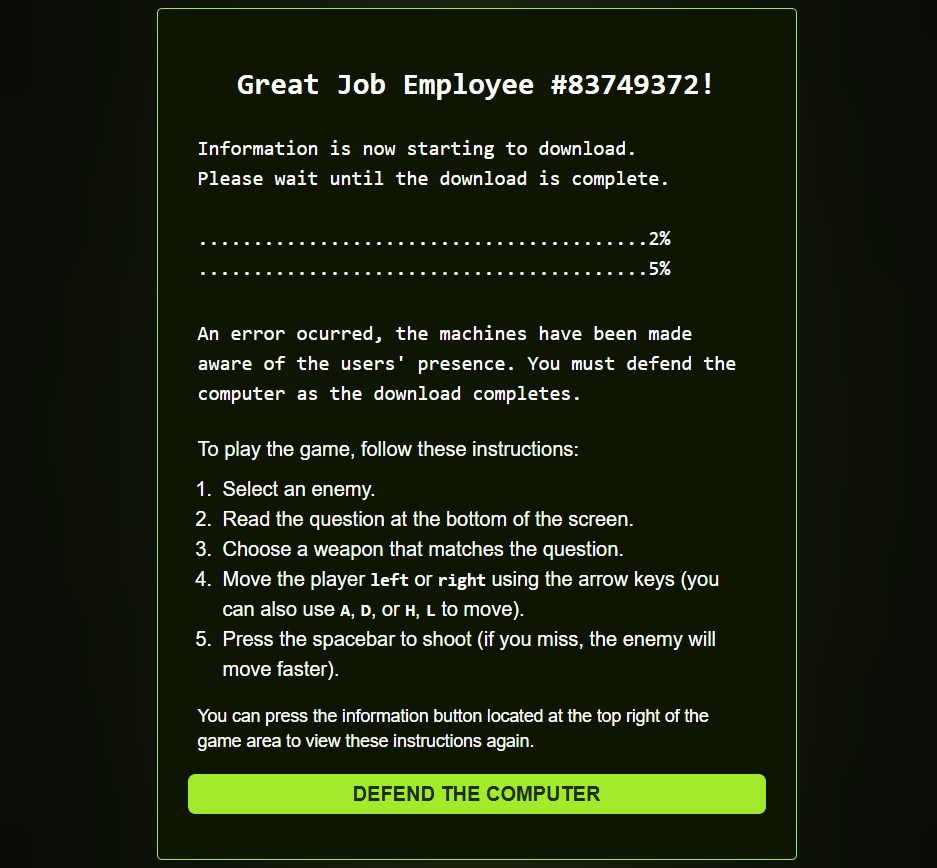 Great Job Employee #83749372!
Information is now starting to download.
Please wait until the download is complete.
.........................................2%
.........................................5%
An error ocurred, the machines have been made
aware of the users' presence. You must defend the
computer as the download completes.
To play the game, follow these instructions:
1. Select an enemy.
2. Read the question at the bottom of the screen.
3. Choose a weapon that matches the question.
4. Move the player left or right using the arrow keys (you
can also use A, D, or H, L to move).
5. Press the spacebar to shoot (if you miss, the enemy will
move faster).
You can press the information button located at the top right of the
game area to view these instructions again.
DEFEND THE COMPUTER